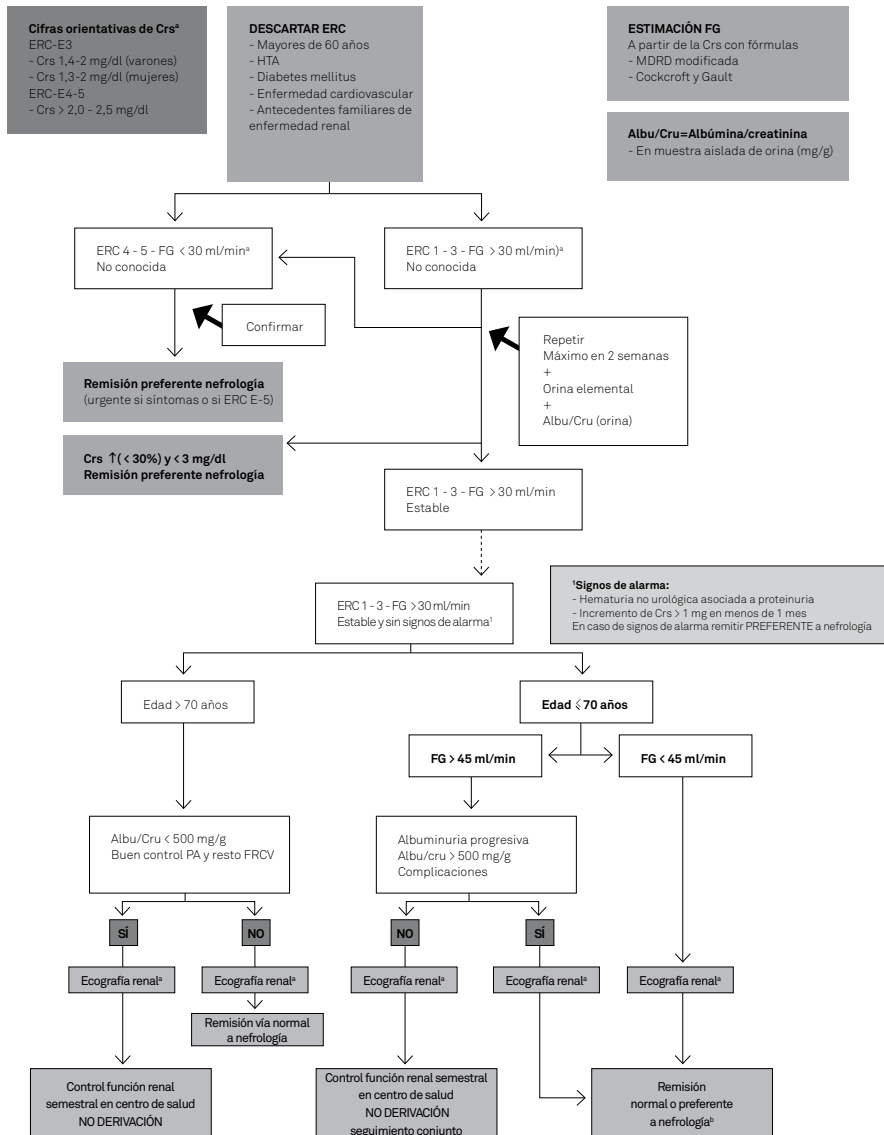 Cifras orientativas de Crsª
ERC-E3
- Crs 1,4-2 mg/dl (varones)
- Crs 1,3-2 mg/dl (mujeres)
ERC-E4-5
- Crs > 2,0 - 2,5 mg/dl
DESCARTAR ERC
- Mayores de 60 años
- HTA
- Diabetes mellitus
- Enfermedad cardiovascular
- Antecedentes familiares de
enfermedad renal
ESTIMACIÓN FG
A partir de la Crs con fórmulas
- MDRD modificada
- Cockcroft y Gault
Albu/Cru=Albúmina/creatinina
- En muestra aislada de orina (mg/g)
ERC 4 - 5 - FG < 30 ml/minª
No conocida
ERC 1 - 3 - FG > 30 ml/min)ª
No conocida
Confirmar
Repetir
Máximo en 2 semanas
+
Orina elemental
+
Albu/Cru (orina)
Remisión preferente nefrología
(urgente si síntomas o si ERC E-5)
Crs ↑(< 30%) y < 3 mg/dl
Remisión preferente nefrología
ERC 1 - 3 - FG > 30 ml/min
Estable
ERC 1 - 3 - FG > 30 ml/min
Estable y sin signos de alarma¹
¹Signos de alarma:
- Hematuria no urológica asociada a proteinuria
- Incremento de Crs > 1 mg en menos de 1 mes
En caso de signos de alarma remitir PREFERENTE a nefrología
Edad > 70 años
Edad ⩽ 70 años
FG > 45 ml/min
FG < 45 ml/min
Albu/Cru < 500 mg/g
Buen control PA y resto FRCV
Albuminuria progresiva
Albu/cru > 500 mg/g
Complicaciones
SÍ
NO
NO
SÍ
Ecografía renalª
Ecografía renalª
Ecografía renalª
Ecografía renalª
Ecografía renalª
Remisión vía normal
a nefrología
Control función renal
semestral en centro de salud
NO DERIVACIÓN
Control función renal semestral
en centro de salud
NO DERIVACIÓN
seguimiento conjunto
Remisión
normal o preferente
a nefrologíaᵇ